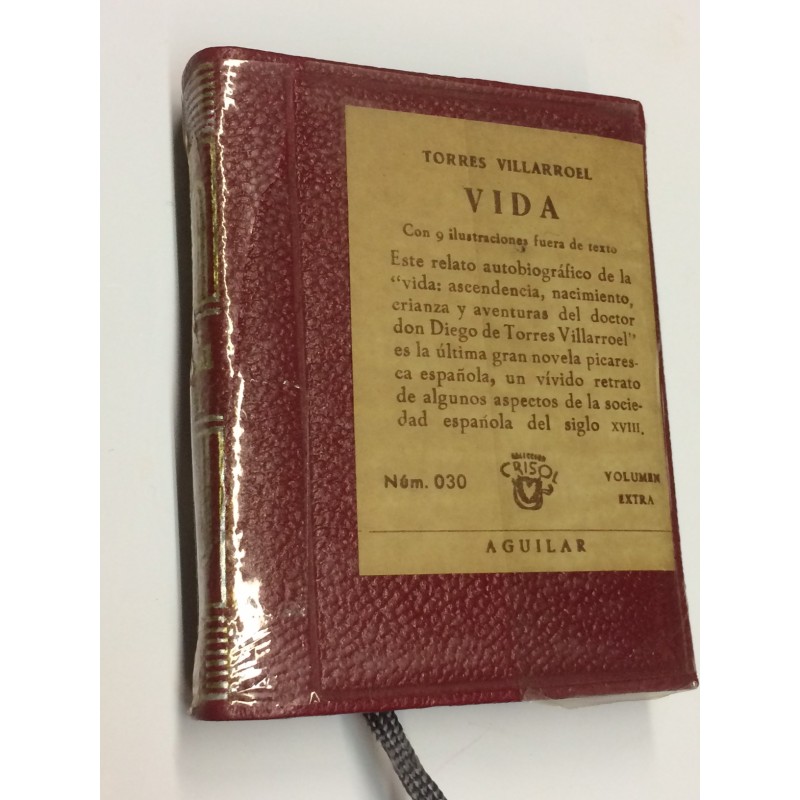 TORRES VILLARROEL
VIDA
Con 9 ilustraciones fuera de texto
Este relato autobiográfico de la
"vida: ascendencia, nacimiento,
crianza y aventuras del doctor
don Diego de Torres Villarroel"
es la última gran novela picares-
ca española, un vívido retrato
de algunos aspectos de la socie-
dad española del siglo XVIII.
Núm. 030
COLECCION
CRISOL
VOLUMEN
EXTRA
AGUILAR